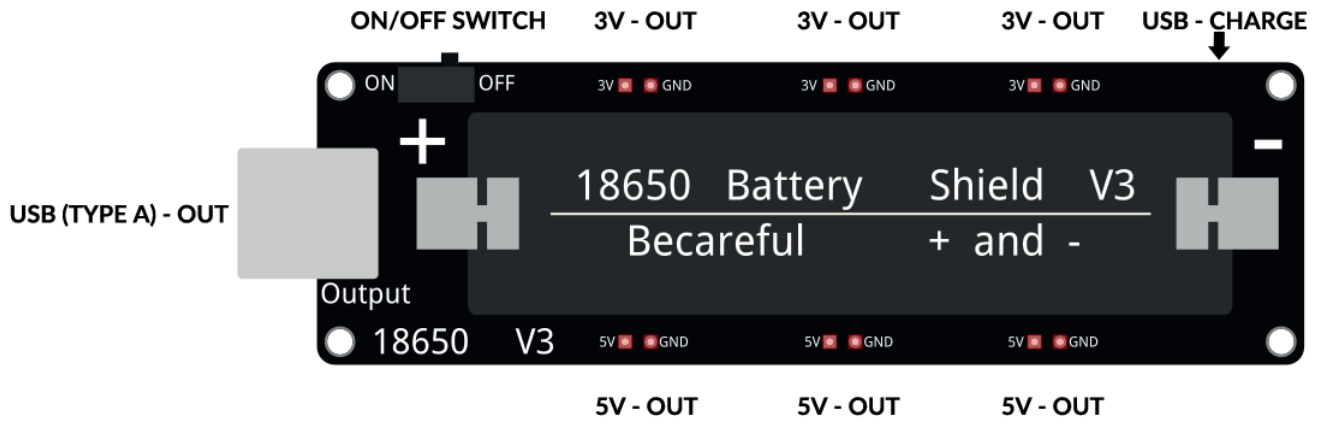 ON/OFF SWITCH 3V - OUT 3V - OUT 3V - OUT USB - CHARGE
ON OFF 3V GND 3V GND 3V GND
+ -
18650 Battery Shield V3
USB (TYPE A) - OUT
Becareful + and -
Output
18650 V3 5V GND 5V GND 5V GND
5V - OUT 5V - OUT 5V - OUT